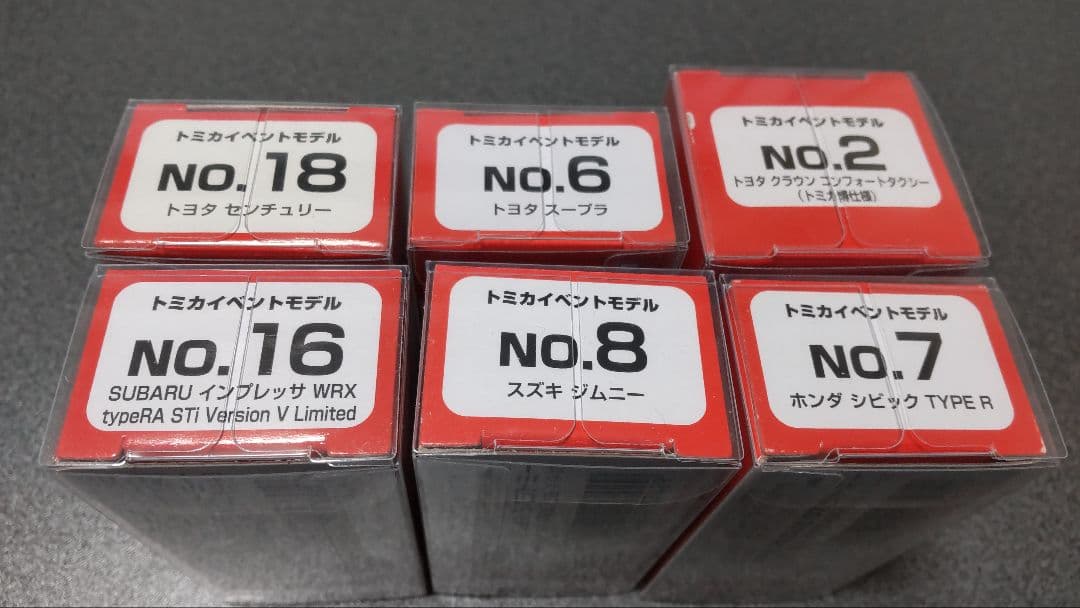 トミカイベントモデル
NO.18
トヨタ センチュリー
トミカイベントモデル
NO.6
トヨタ スープラ
トミカイベントモデル
NO.2
トヨタ クラウン コンフォートタクシー
(トミカ博仕様)
トミカイベントモデル
NO.16
SUBARU インプレッサ WRX
typeRA STi Version V Limited
トミカイベントモデル
NO.8
スズキ ジムニー
トミカイベントモデル
NO.7
ホンダ シビック TYPE R